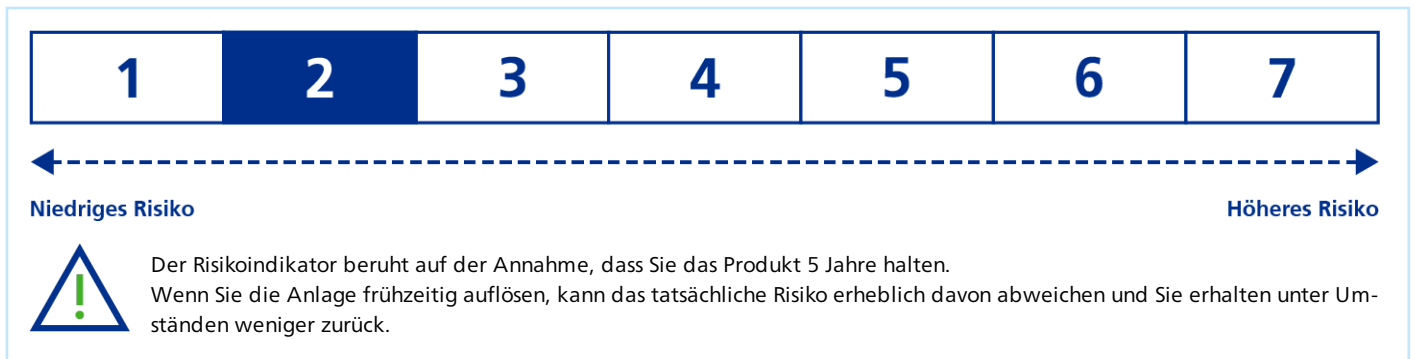 1 2 3 4 5 6 7
Niedriges Risiko Höheres Risiko
Der Risikoindikator beruht auf der Annahme, dass Sie das Produkt 5 Jahre halten.
Wenn Sie die Anlage frühzeitig auflösen, kann das tatsächliche Risiko erheblich davon abweichen und Sie erhalten unter Um-
ständen weniger zurück.